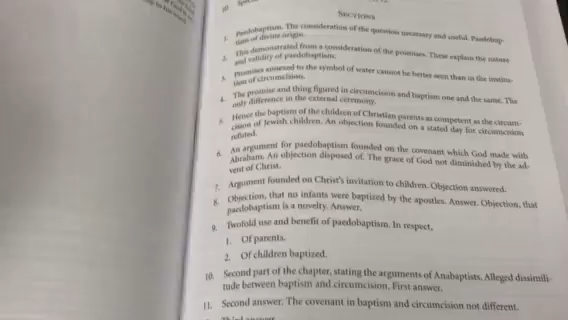 SECTIONS
1. Paedobaptism. The consideration of the question necessary and useful. Paedobap-
tism of divine origin.
2. This demonstrated from a consideration of the promises. These explain the nature
and validity of paedobaptism.
3. Promises annexed to the symbol of water cannot be better seen than in the institu-
tion of circumcision.
4. The promise and thing figured in circumcision and baptism one and the same. The
only difference in the external ceremony.
5. Hence the baptism of the children of Christian parents as competent as the circum-
cision of Jewish children. An objection founded on a stated day for circumcision
refuted.
6. An argument for paedobaptism founded on the covenant which God made with
Abraham. An objection disposed of. The grace of God not diminished by the ad-
vent of Christ.
7. Argument founded on Christ's invitation to children. Objection answered.
8. Objection, that no infants were baptized by the apostles. Answer. Objection, that
paedobaptism is a novelty. Answer.
9. Twofold use and benefit of paedobaptism. In respect,
1. Of parents.
2. Of children baptized.
10. Second part of the chapter, stating the arguments of Anabaptists. Alleged dissimili-
tude between baptism and circumcision. First answer.
11. Second answer. The covenant in baptism and circumcision not different.